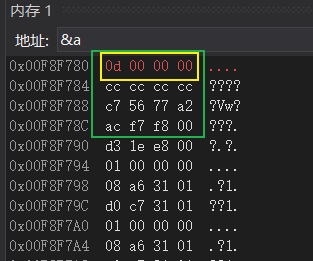 内存 1
地址: &a
0x00F8F780 0d 00 00 00 ....
0x00F8F784 cc cc cc cc ????
0x00F8F788 c7 56 77 a2 ?Vw?
0x00F8F78C ac f7 f8 00 ???.
0x00F8F790 d3 1e e8 00 ?.?.
0x00F8F794 01 00 00 00 ....
0x00F8F798 08 a6 31 01 .?1.
0x00F8F79C d0 c7 31 01 ??1.
0x00F8F7A0 01 00 00 00 ....
0x00F8F7A4 08 a6 31 01 .?1.